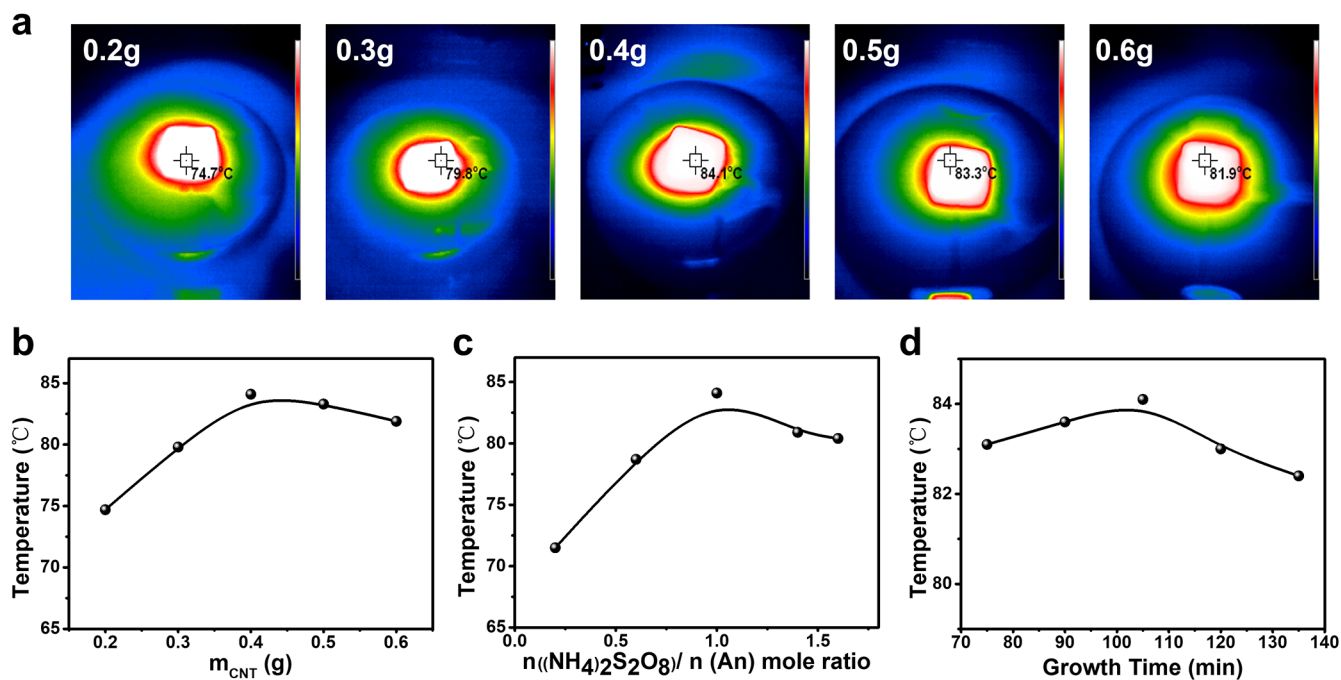 a
0.2g
0.3g
0.4g
0.5g
0.6g
74.7°C
79.8°C
84.1°C
83.3°C
81.9°C
b
85
80
75
70
65
Temperature (℃)
0.2 0.3 0.4 0.5 0.6
mCNT (g)
c
85
80
75
70
65
Temperature (℃)
0.0 0.5 1.0 1.5
n((NH4)2S2O8)/ n (An) mole ratio
d
84
82
80
Temperature (℃)
70 80 90 100 110 120 130 140
Growth Time (min)